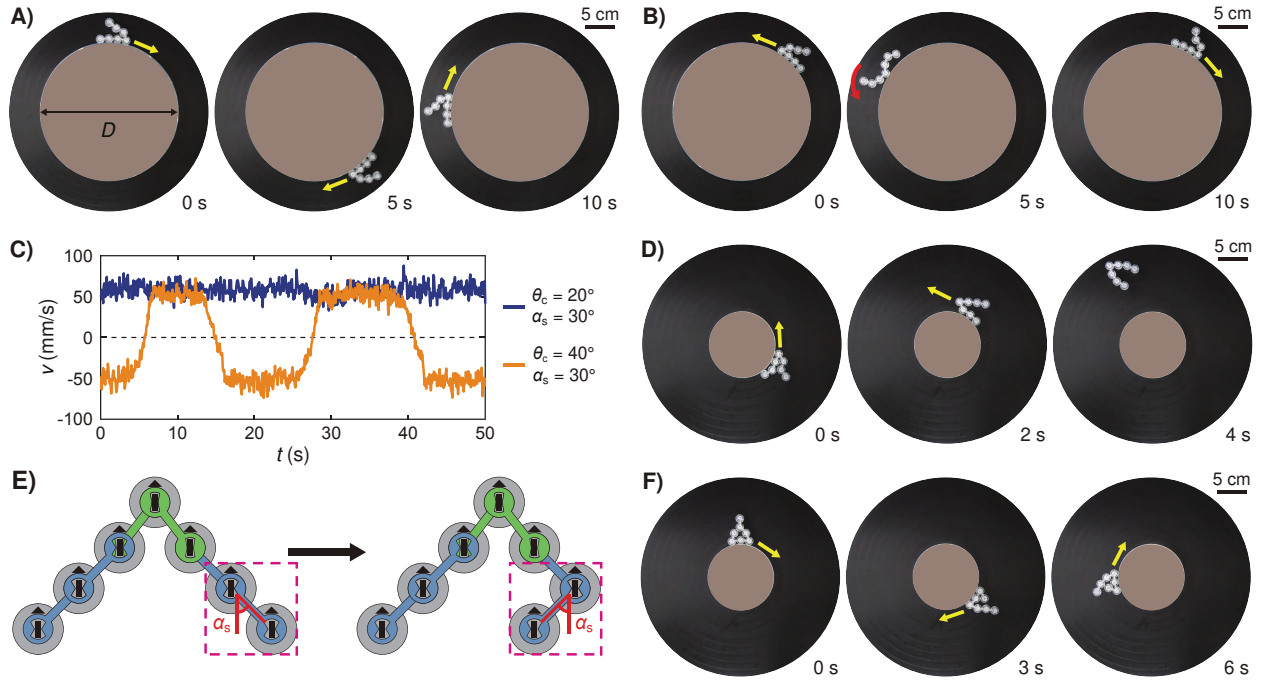 A)
5 cm
D
0 s
5 s
10 s
B)
5 cm
0 s
5 s
10 s
C)
100
50
0
-50
-100
v (mm/s)
0
10
20
30
40
50
t (s)
θc = 20°
αs = 30°
θc = 40°
αs = 30°
D)
5 cm
0 s
2 s
4 s
E)
αs
αs
F)
5 cm
0 s
3 s
6 s